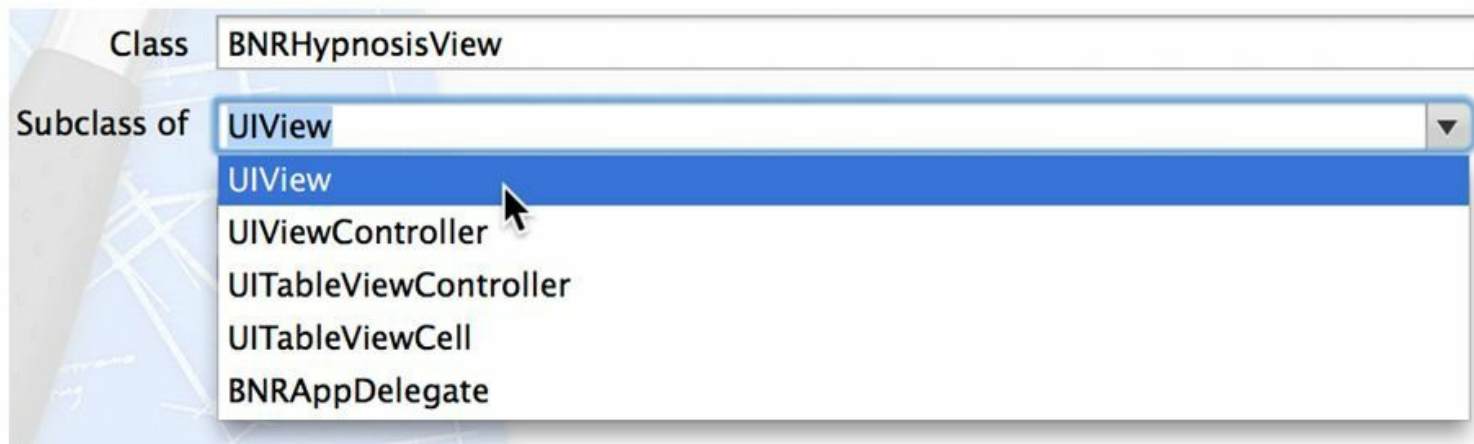 Class BNRHypnosisView
Subclass of UIView
UIView
UIViewController
UITableViewController
UITableViewCell
BNRAppDelegate